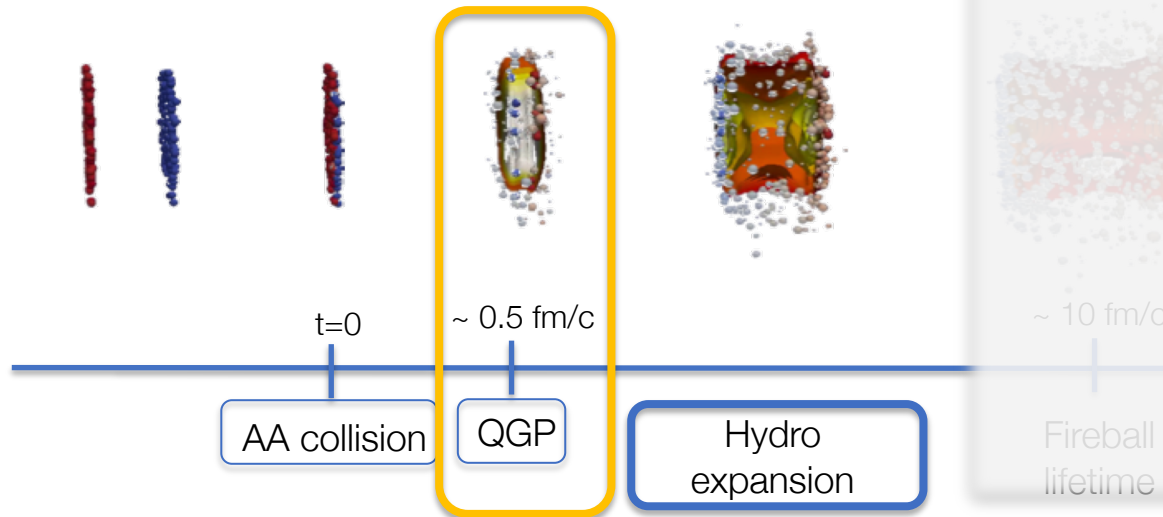 t=0
~ 0.5 fm/c
~ 10 fm/c
AA collision
QGP
Hydro
expansion
Fireball
lifetime